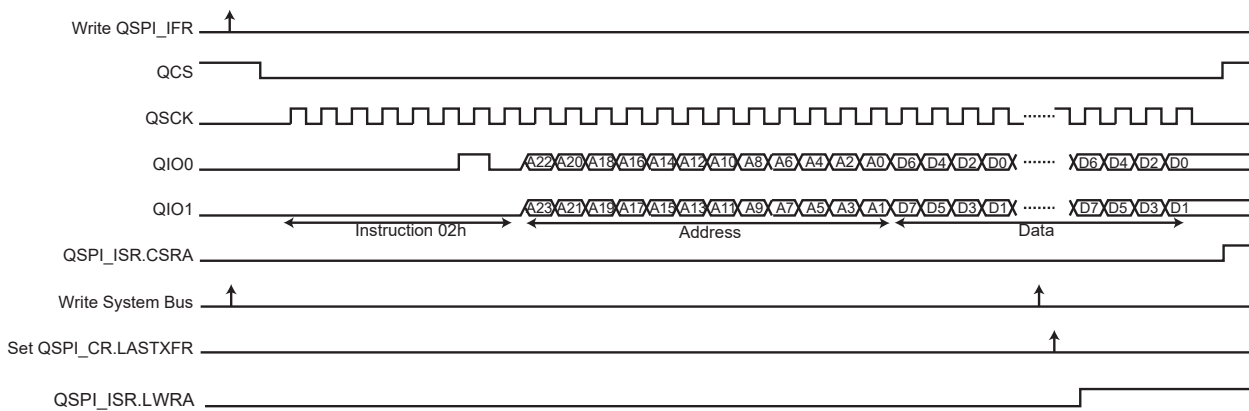 Write QSPI_IFR
QCS
QSCK
QIO0 A22 A20 A18 A16 A14 A12 A10 A8 A6 A4 A2 A0 D6 D4 D2 D0 D6 D4 D2 D0
QIO1 A23 A21 A19 A17 A15 A13 A11 A9 A7 A5 A3 A1 D7 D5 D3 D1 D7 D5 D3 D1
Instruction 02h Address Data
QSPI_ISR.CSRA
Write System Bus
Set QSPI_CR.LASTXFR
QSPI_ISR.LWRA